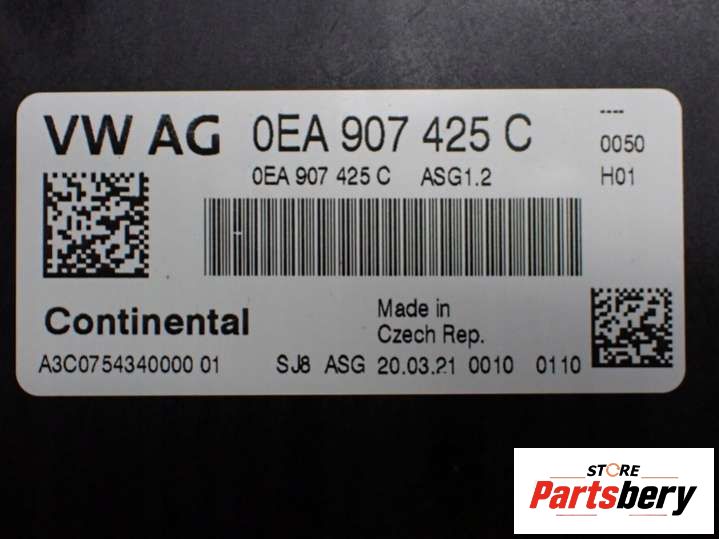 VW AG 0EA 907 425 C ----
0050
0EA 907 425 C ASG1.2 H01
Continental
Made in
Czech Rep.
A3C0754340000 01 SJ8 ASG 20.03.21 0010 0110
STORE
Partsbery